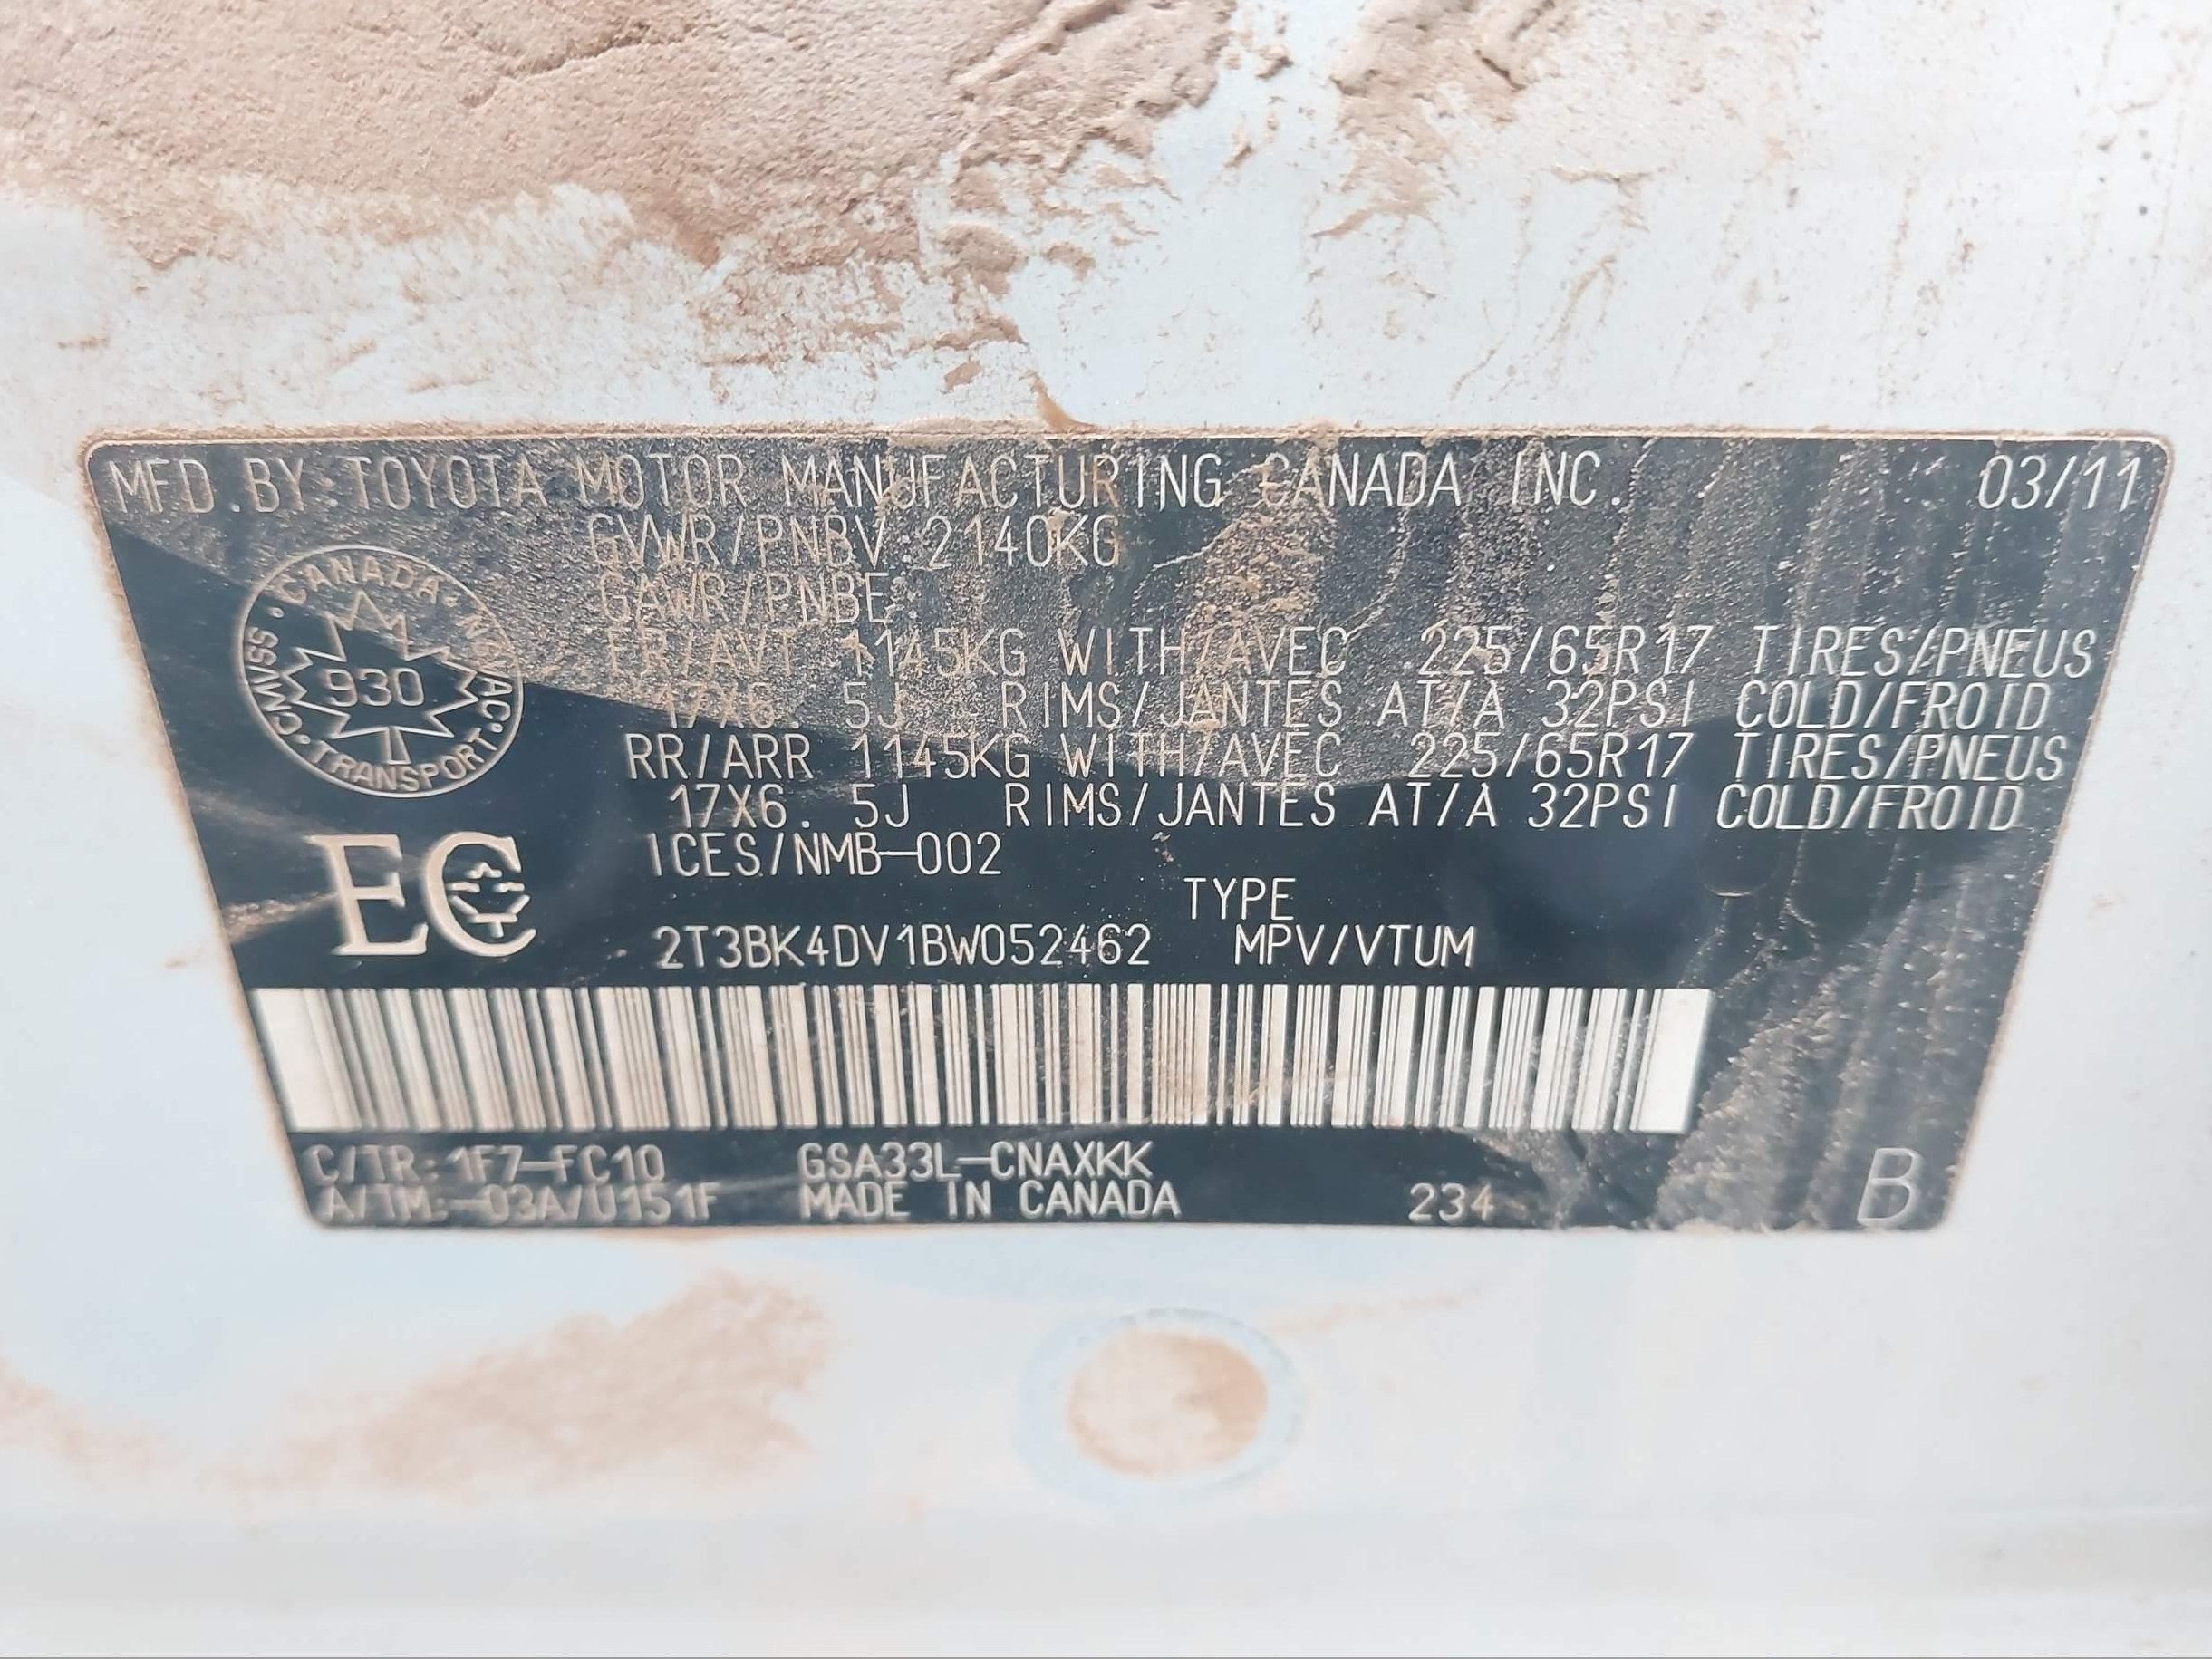 MFD.BY:TOYOTA MOTOR MANUFACTURING CANADA INC. 03/11
GVWR/PNBV 2140KG
GAWR/PNBE
FR/AVT 1145KG WITH/AVEC 225/65R17 TIRES/PNEUS
17X6. 5J RIMS/JANTES AT/A 32PSI COLD/FROID
RR/ARR 1145KG WITH/AVEC 225/65R17 TIRES/PNEUS
17X6. 5J RIMS/JANTES AT/A 32PSI COLD/FROID
ICES/NMB-002
TYPE
2T3BK4DV1BW052462 MPV/VTUM
CANADA
930
TRANSPORT
EC
C/TR:1F7-FC10 GSA33L-CNAXKK
A/TM:-03A/U151F MADE IN CANADA 234 B